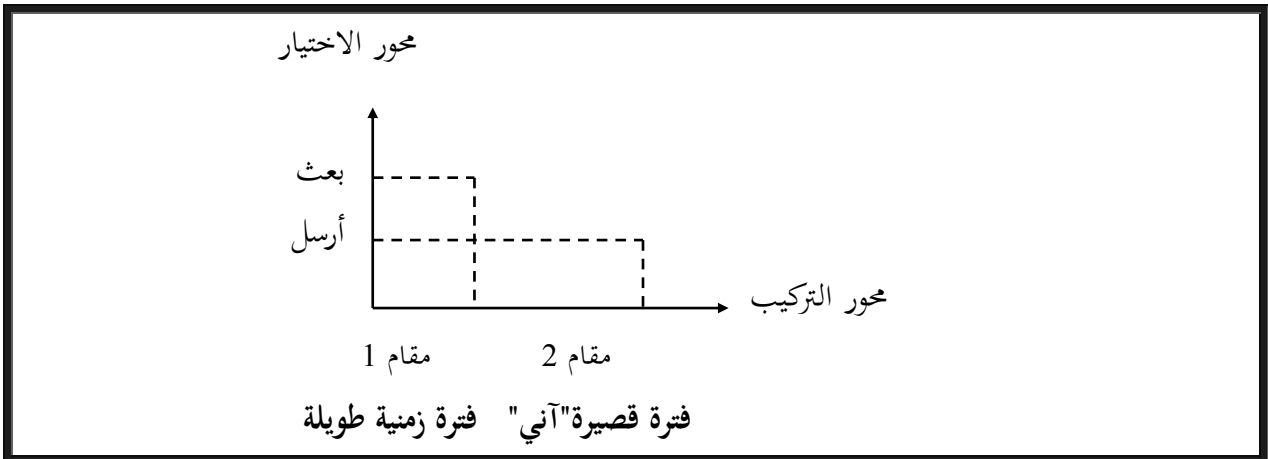 محور الاختيار
بعث
أرسل
محور التركيب
مقام 1 مقام 2
فترة قصيرة"آني" فترة زمنية طويلة